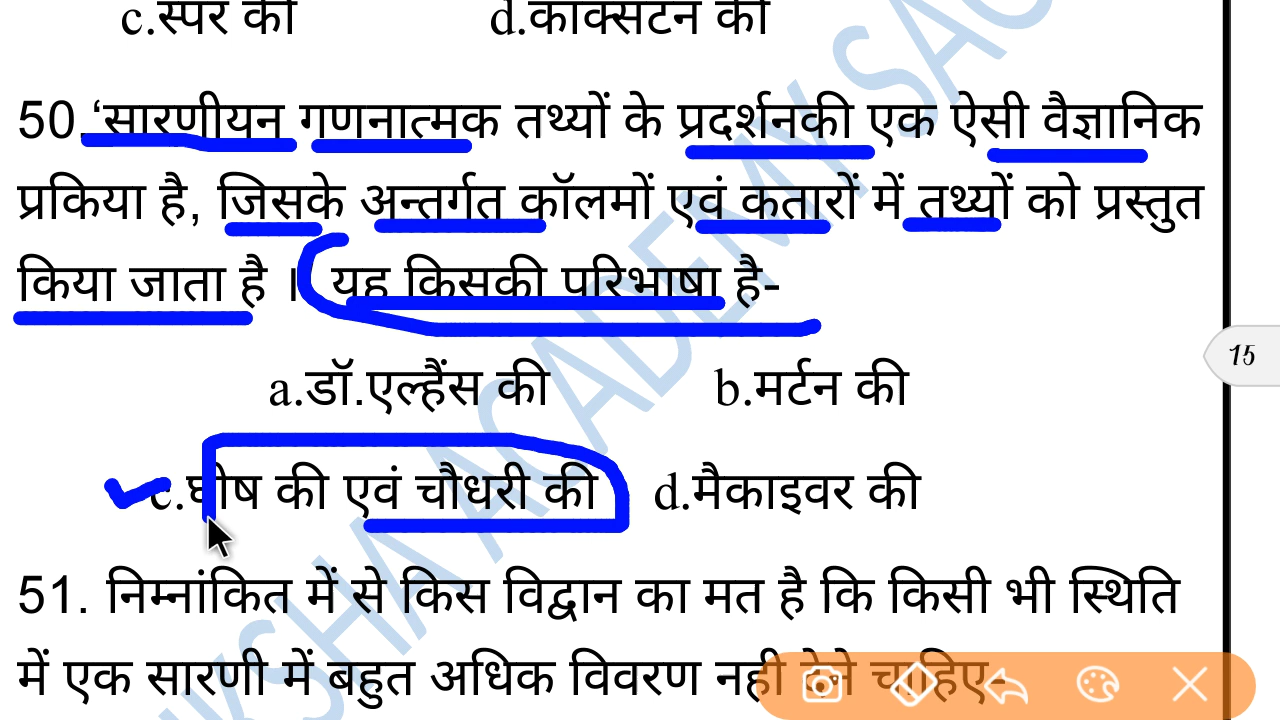 c.स्पर की d.काक्सटन की
50.‘सारणीयन गणनात्मक तथ्यों के प्रदर्शनकी एक ऐसी वैज्ञानिक
प्रकिया है, जिसके अन्तर्गत कॉलमों एवं कतारों में तथ्यों को प्रस्तुत
किया जाता है । यह किसकी परिभाषा है-
15
a.डॉ.एल्हैंस की b.मर्टन की
c.घोष की एवं चौधरी की d.मैकाइवर की
51. निम्नांकित में से किस विद्वान का मत है कि किसी भी स्थिति
में एक सारणी में बहुत अधिक विवरण नही देने चाहिए-
ACADEMY